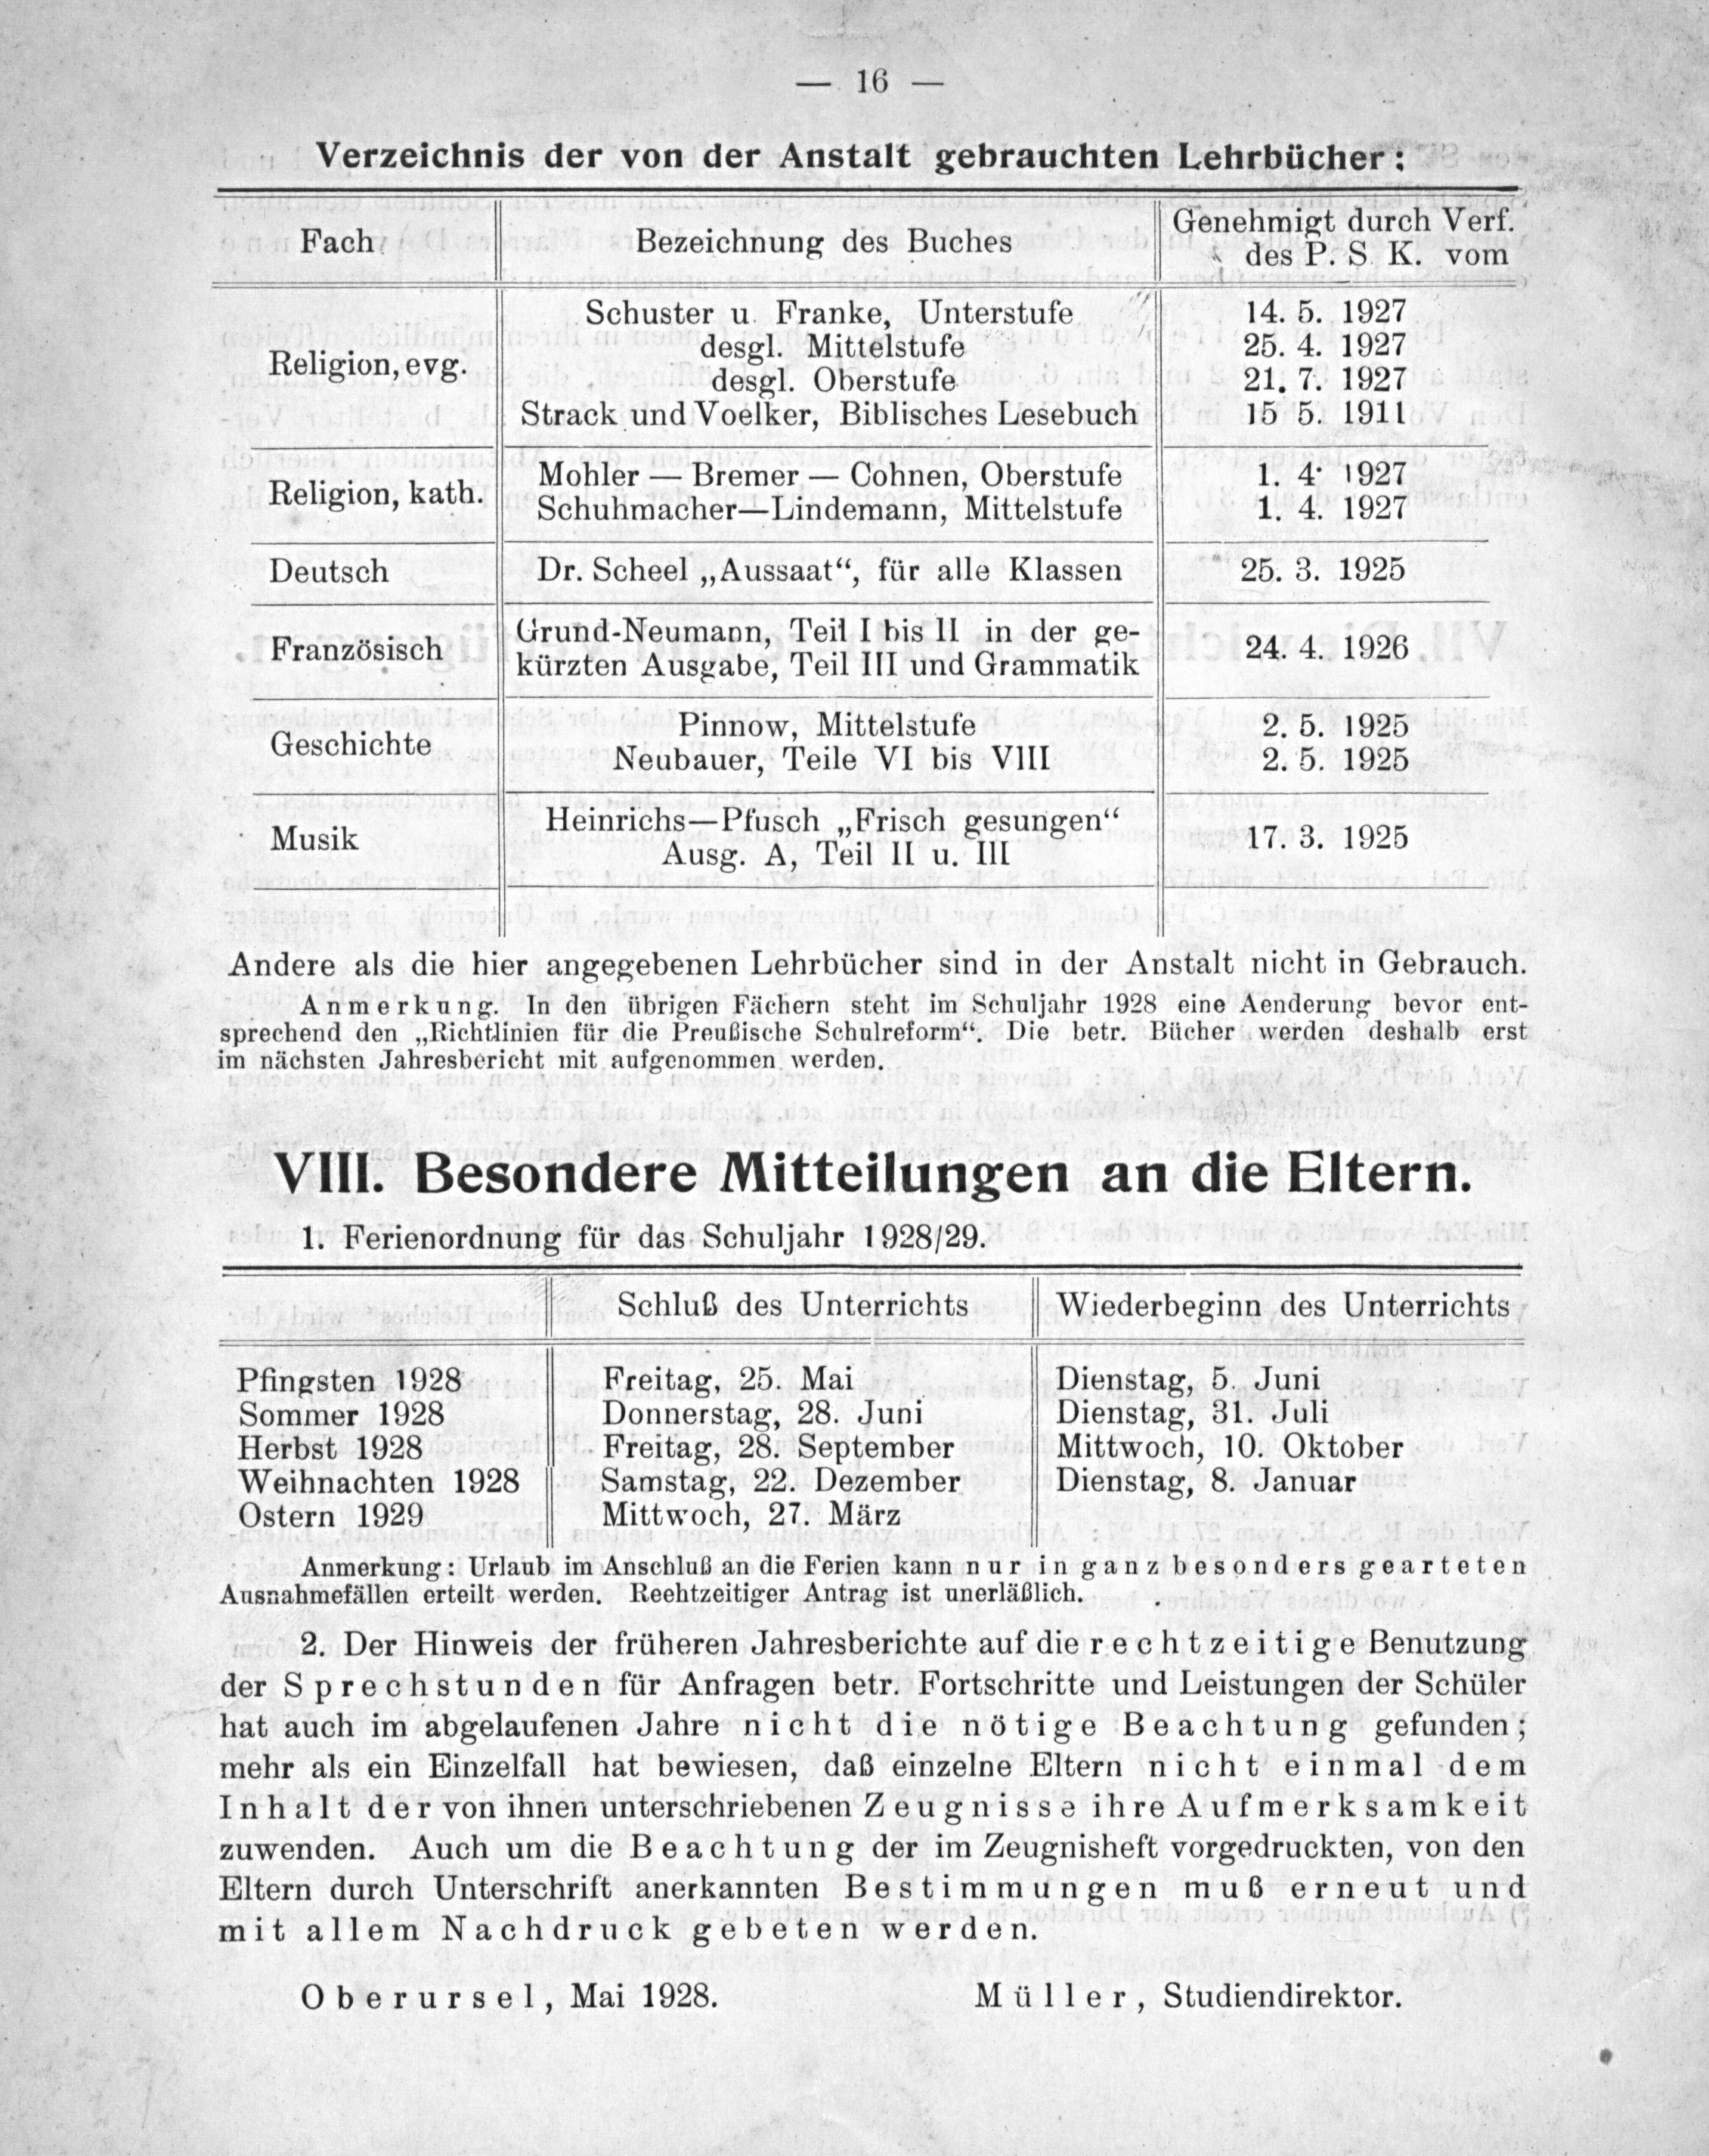 — 16 —
Verzeichnis der von der Anstalt gebrauchten Lehrbücher:
Fach Bezeichnung des Buches Genehmigt durch Verf. des P. S. K. vom
Religion, evg.
Schuster u. Franke, Unterstufe 14. 5. 1927
desgl. Mittelstufe 25. 4. 1927
desgl. Oberstufe 21. 7. 1927
Strack und Voelker, Biblisches Lesebuch 15 5. 1911
Religion, kath.
Mohler — Bremer — Cohnen, Oberstufe 1. 4. 1927
Schuhmacher—Lindemann, Mittelstufe 1. 4. 1927
Deutsch Dr. Scheel „Aussaat“, für alle Klassen 25. 3. 1925
Französisch
Grund-Neumann, Teil I bis II in der ge-
kürzten Ausgabe, Teil III und Grammatik
24. 4. 1926
Geschichte
Pinnow, Mittelstufe 2. 5. 1925
Neubauer, Teile VI bis VIII 2. 5. 1925
Musik
Heinrichs—Pfusch „Frisch gesungen“
Ausg. A, Teil II u. III
17. 3. 1925
Andere als die hier angegebenen Lehrbücher sind in der Anstalt nicht in Gebrauch.
Anmerkung. In den übrigen Fächern steht im Schuljahr 1928 eine Aenderung bevor ent-
sprechend den „Richtlinien für die Preußische Schulreform“. Die betr. Bücher werden deshalb erst
im nächsten Jahresbericht mit aufgenommen werden.
VIII. Besondere Mitteilungen an die Eltern.
1. Ferienordnung für das Schuljahr 1928/29.
Schluß des Unterrichts Wiederbeginn des Unterrichts
Pfingsten 1928 Freitag, 25. Mai Dienstag, 5. Juni
Sommer 1928 Donnerstag, 28. Juni Dienstag, 31. Juli
Herbst 1928 Freitag, 28. September Mittwoch, 10. Oktober
Weihnachten 1928 Samstag, 22. Dezember Dienstag, 8. Januar
Ostern 1929 Mittwoch, 27. März
Anmerkung: Urlaub im Anschluß an die Ferien kann nur in ganz besonders gearteten
Ausnahmefällen erteilt werden. Reehtzeitiger Antrag ist unerläßlich.
2. Der Hinweis der früheren Jahresberichte auf die rechtzeitige Benutzung
der Sprechstunden für Anfragen betr. Fortschritte und Leistungen der Schüler
hat auch im abgelaufenen Jahre nicht die nötige Beachtung gefunden;
mehr als ein Einzelfall hat bewiesen, daß einzelne Eltern nicht einmal dem
Inhalt der von ihnen unterschriebenen Zeugnisse ihre Aufmerksamkeit
zuwenden. Auch um die Beachtung der im Zeugnisheft vorgedruckten, von den
Eltern durch Unterschrift anerkannten Bestimmungen muß erneut und
mit allem Nachdruck gebeten werden.
Oberursel, Mai 1928. Müller, Studiendirektor.